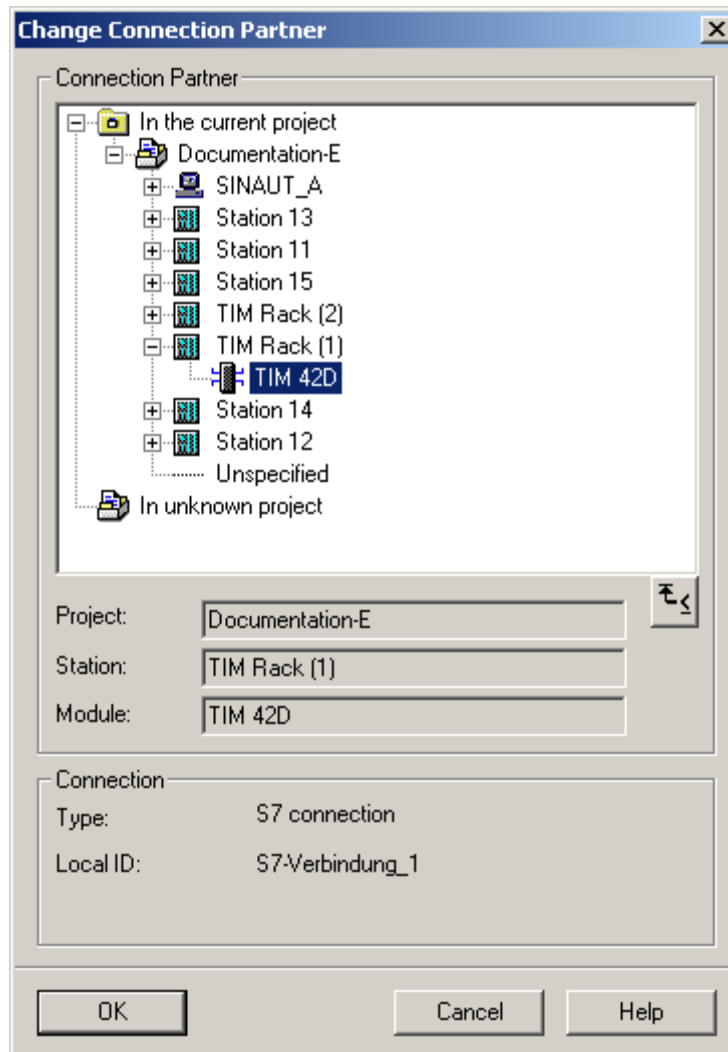 Change Connection Partner
Connection Partner
In the current project
Documentation-E
SINAUT_A
Station 13
Station 11
Station 15
TIM Rack (2)
TIM Rack (1)
TIM 42D
Station 14
Station 12
Unspecified
In unknown project
Project: Documentation-E
Station: TIM Rack (1)
Module: TIM 42D
Connection
Type: S7 connection
Local ID: S7-Verbindung_1
OK Cancel Help